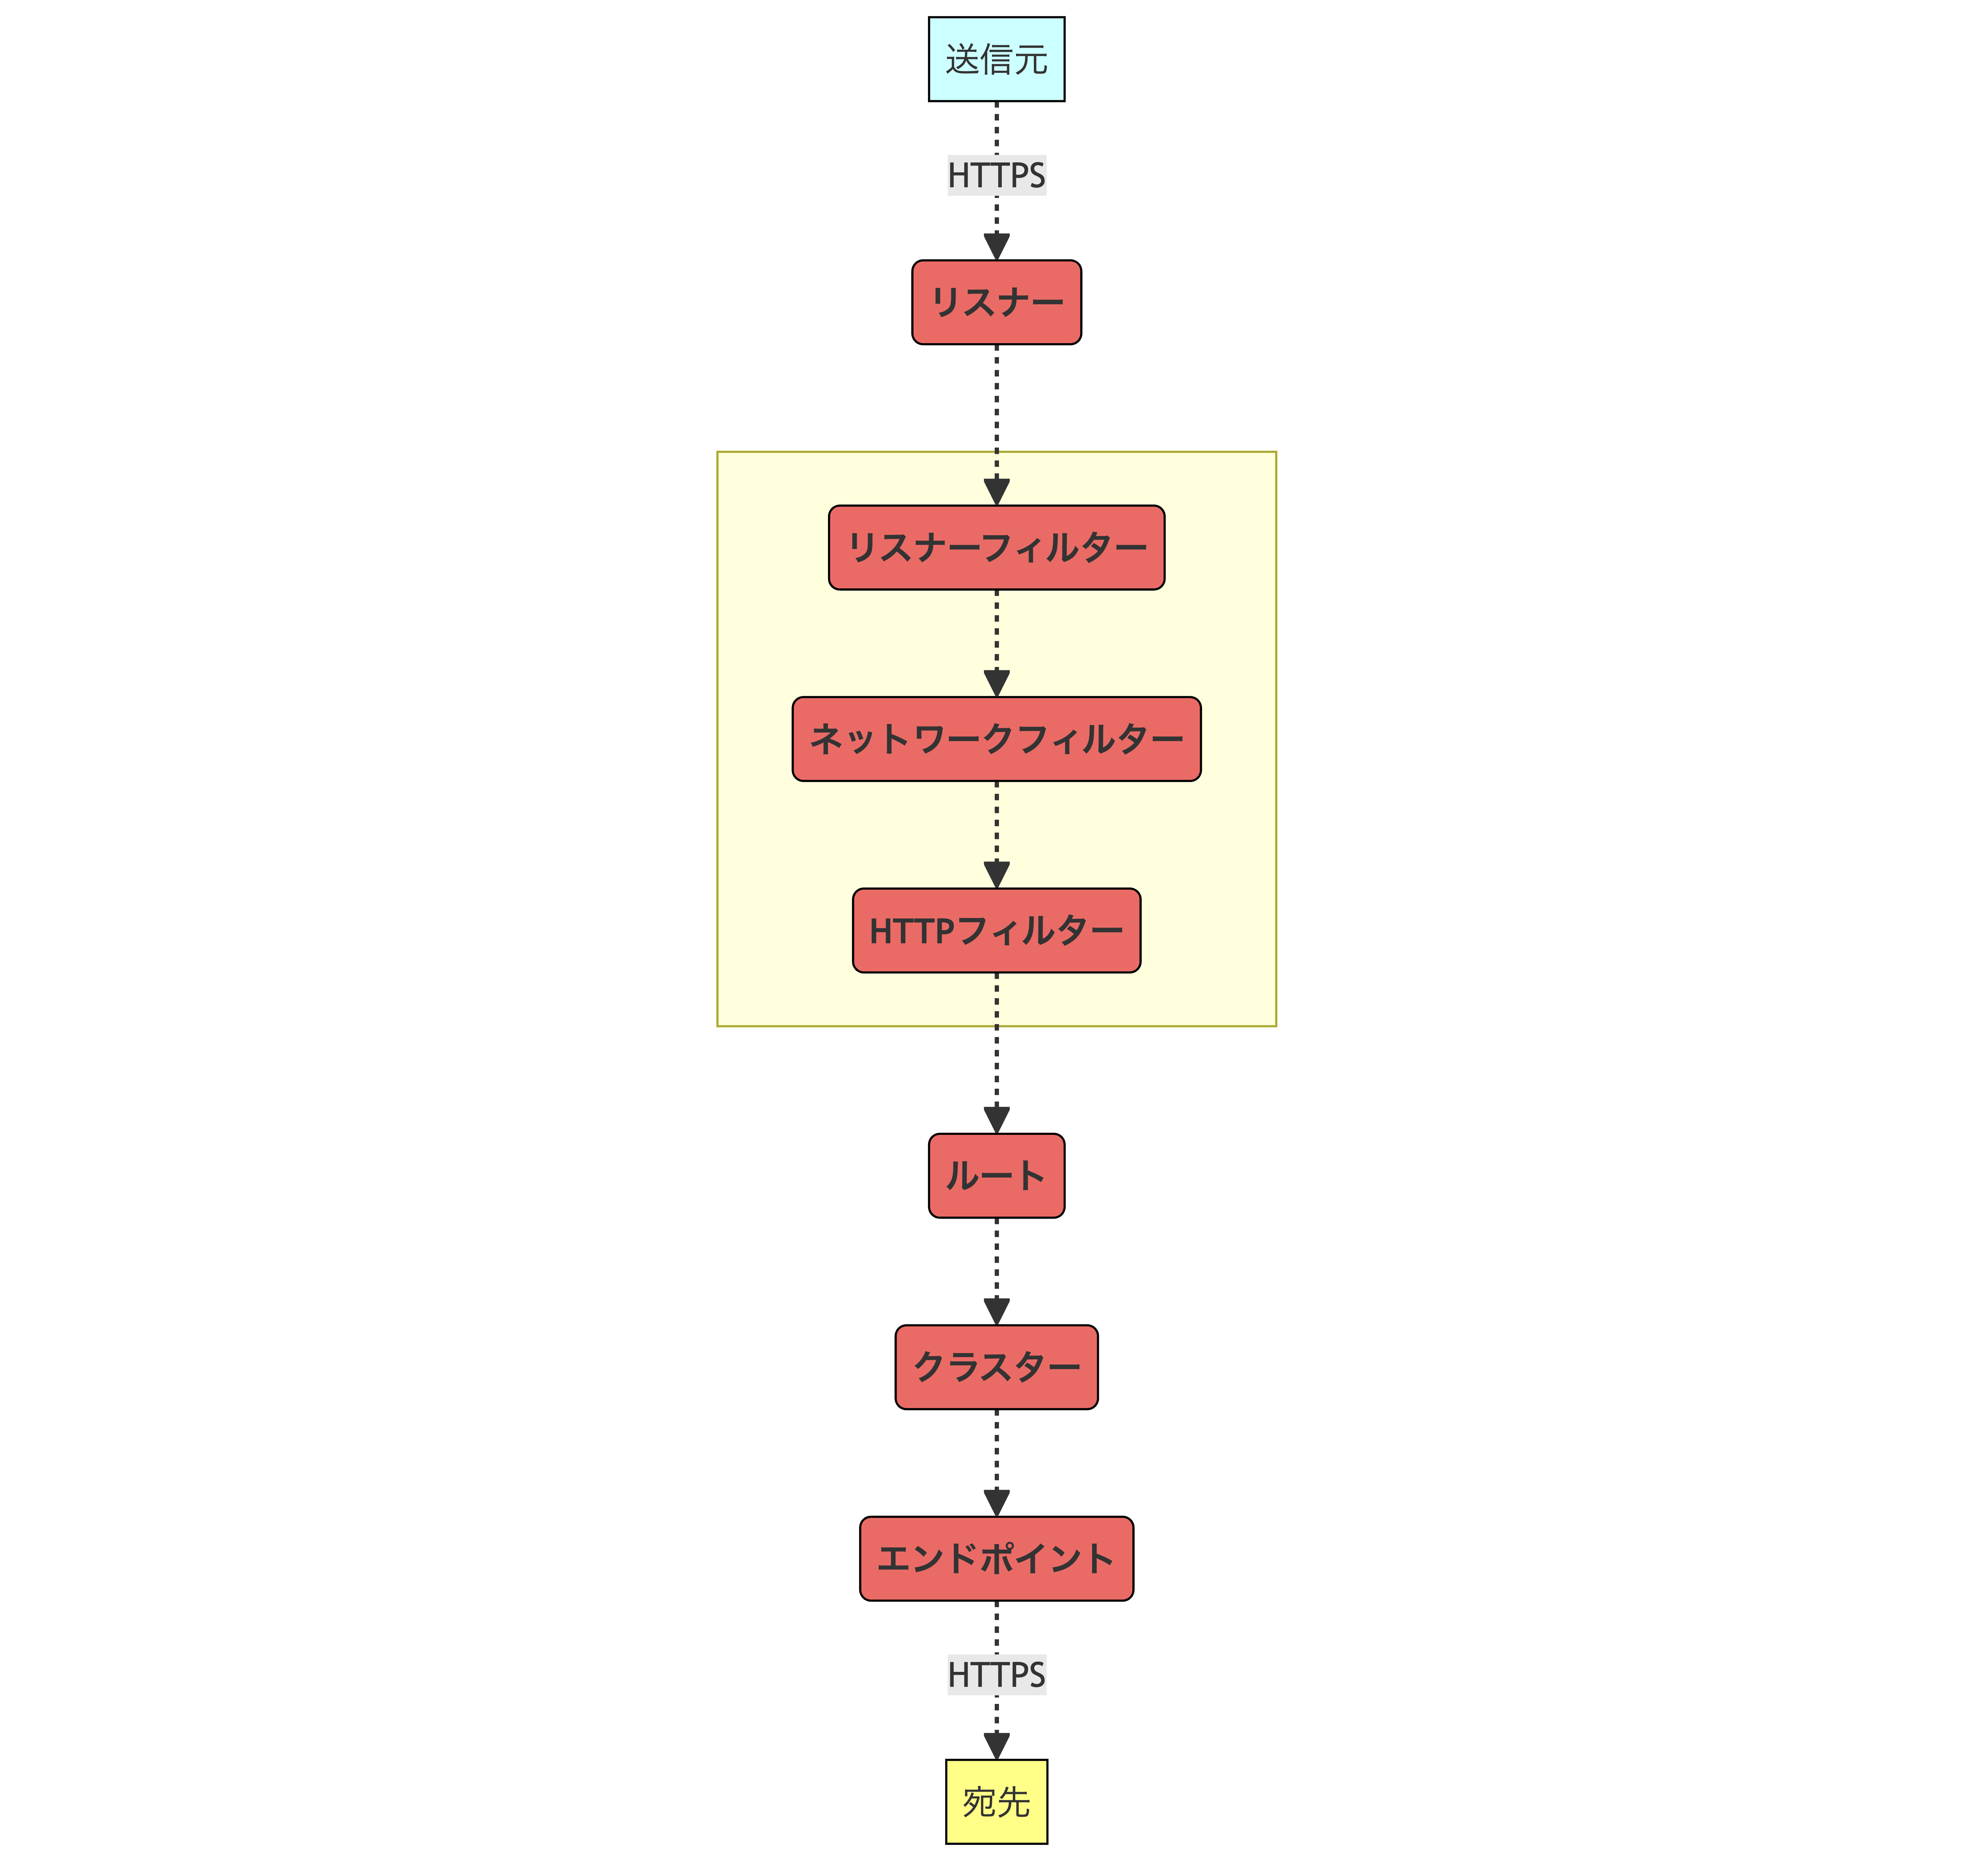 送信元
HTTPS
リスナー
リスナーフィルター
ネットワークフィルター
HTTPフィルター
ルート
クラスター
エンドポイント
HTTPS
宛先